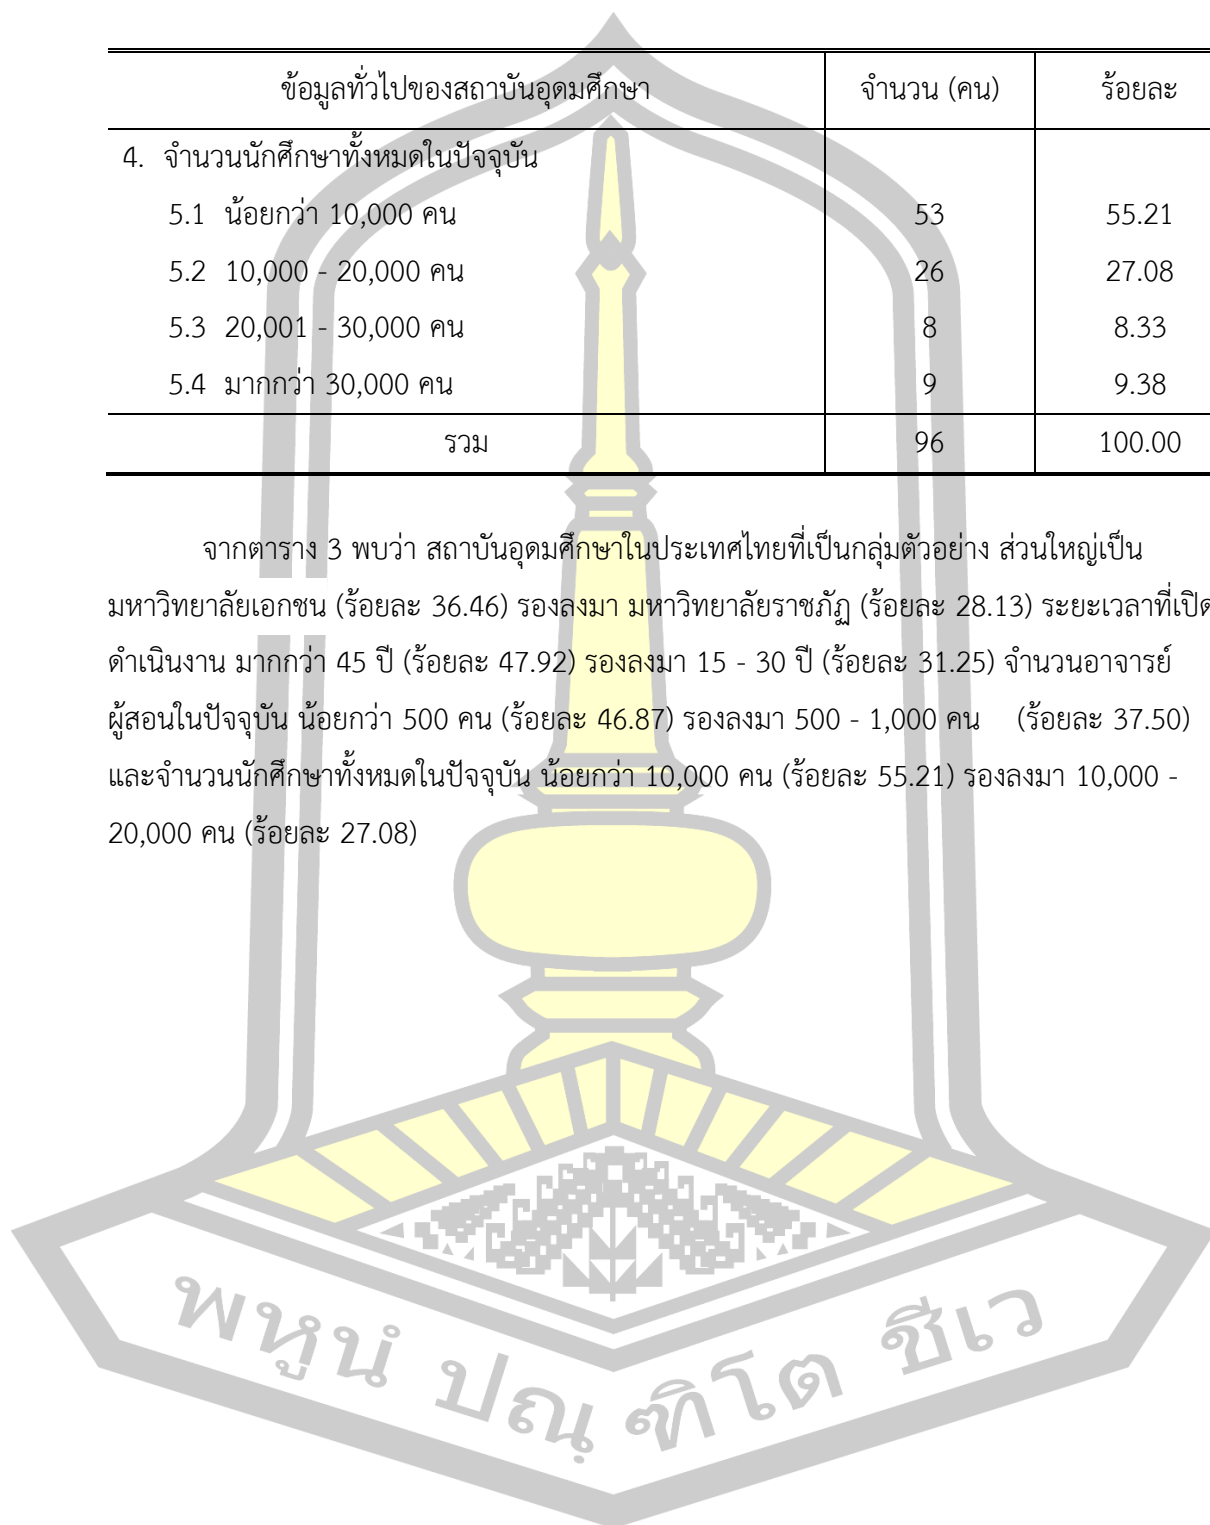 ข้อมูลทั่วไปของสถาบันอุดมศึกษา จำนวน (คน) ร้อยละ
4. จำนวนนักศึกษาทั้งหมดในปัจจุบัน
5.1 น้อยกว่า 10,000 คน 53 55.21
5.2 10,000 - 20,000 คน 26 27.08
5.3 20,001 - 30,000 คน 8 8.33
5.4 มากกว่า 30,000 คน 9 9.38
รวม 96 100.00
จากตาราง 3 พบว่า สถาบันอุดมศึกษาในประเทศไทยที่เป็นกลุ่มตัวอย่าง ส่วนใหญ่เป็น
มหาวิทยาลัยเอกชน (ร้อยละ 36.46) รองลงมา มหาวิทยาลัยราชภัฏ (ร้อยละ 28.13) ระยะเวลาที่เปิด
ดำเนินงาน มากกว่า 45 ปี (ร้อยละ 47.92) รองลงมา 15 - 30 ปี (ร้อยละ 31.25) จำนวนอาจารย์
ผู้สอนในปัจจุบัน น้อยกว่า 500 คน (ร้อยละ 46.87) รองลงมา 500 - 1,000 คน (ร้อยละ 37.50)
และจำนวนนักศึกษาทั้งหมดในปัจจุบัน น้อยกว่า 10,000 คน (ร้อยละ 55.21) รองลงมา 10,000 -
20,000 คน (ร้อยละ 27.08)
พหูนํ ปณฺฑิโต ชีเว